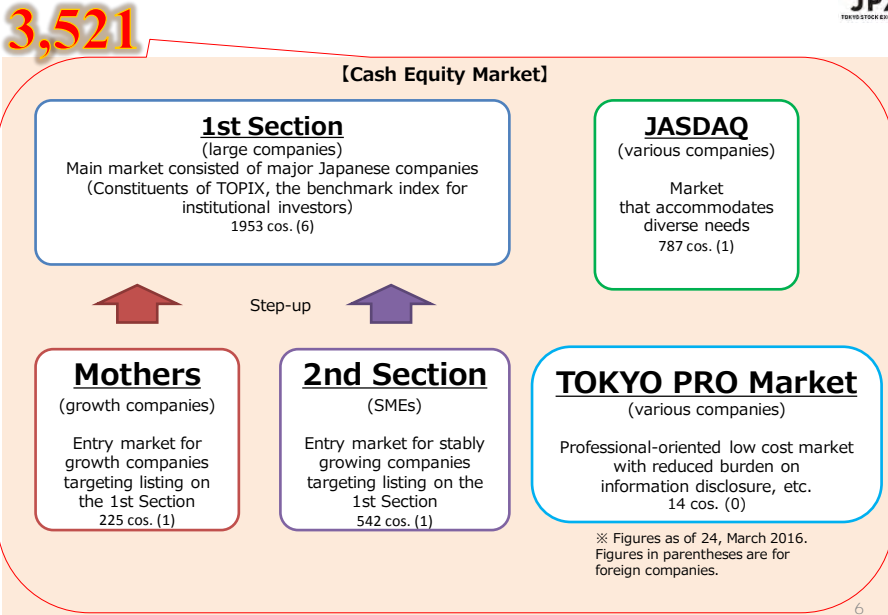 3,521
TOKYO STOCK EX
【Cash Equity Market】
1st Section
(large companies)
Main market consisted of major Japanese companies
(Constituents of TOPIX, the benchmark index for
institutional investors)
1953 cos. (6)
JASDAQ
(various companies)
Market
that accommodates
diverse needs
787 cos. (1)
Step-up
Mothers
(growth companies)
Entry market for
growth companies
targeting listing on
the 1st Section
225 cos. (1)
2nd Section
(SMEs)
Entry market for stably
growing companies
targeting listing on the
1st Section
542 cos. (1)
TOKYO PRO Market
(various companies)
Professional-oriented low cost market
with reduced burden on
information disclosure, etc.
14 cos. (0)
※ Figures as of 24, March 2016.
Figures in parentheses are for
foreign companies.
6